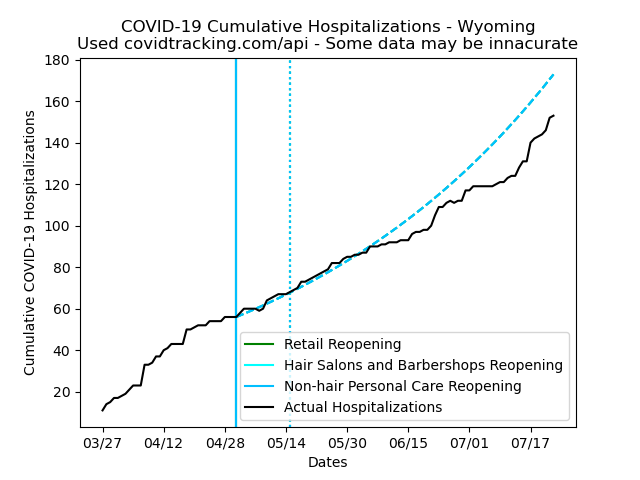 COVID-19 Cumulative Hospitalizations - Wyoming
Used covidtracking.com/api - Some data may be innacurate
Cumulative COVID-19 Hospitalizations
180
160
140
120
100
80
60
40
20
Retail Reopening
Hair Salons and Barbershops Reopening
Non-hair Personal Care Reopening
Actual Hospitalizations
03/27 04/12 04/28 05/14 05/30 06/15 07/01 07/17
Dates